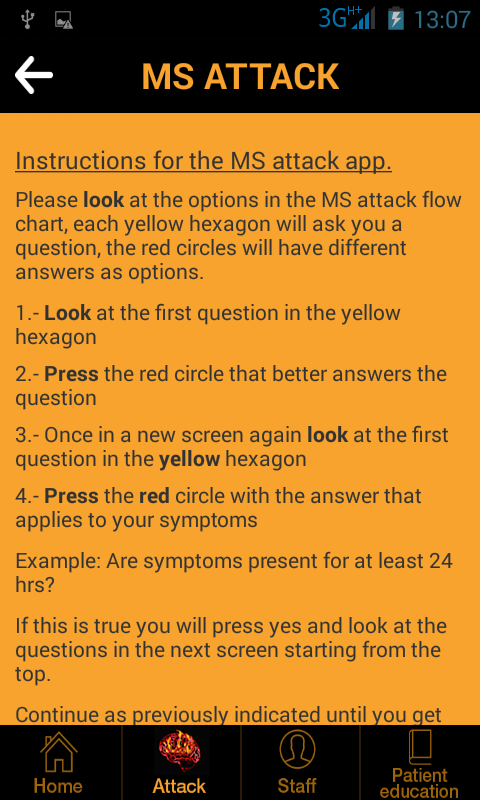 3G H+ 13:07
MS ATTACK
Instructions for the MS attack app.
Please look at the options in the MS attack flow
chart, each yellow hexagon will ask you a
question, the red circles will have different
answers as options.
1.- Look at the first question in the yellow
hexagon
2.- Press the red circle that better answers the
question
3.- Once in a new screen again look at the first
question in the yellow hexagon
4.- Press the red circle with the answer that
applies to your symptoms
Example: Are symptoms present for at least 24
hrs?
If this is true you will press yes and look at the
questions in the next screen starting from the
top.
Continue as previously indicated until you get
Home
Attack
Staff
Patient
education